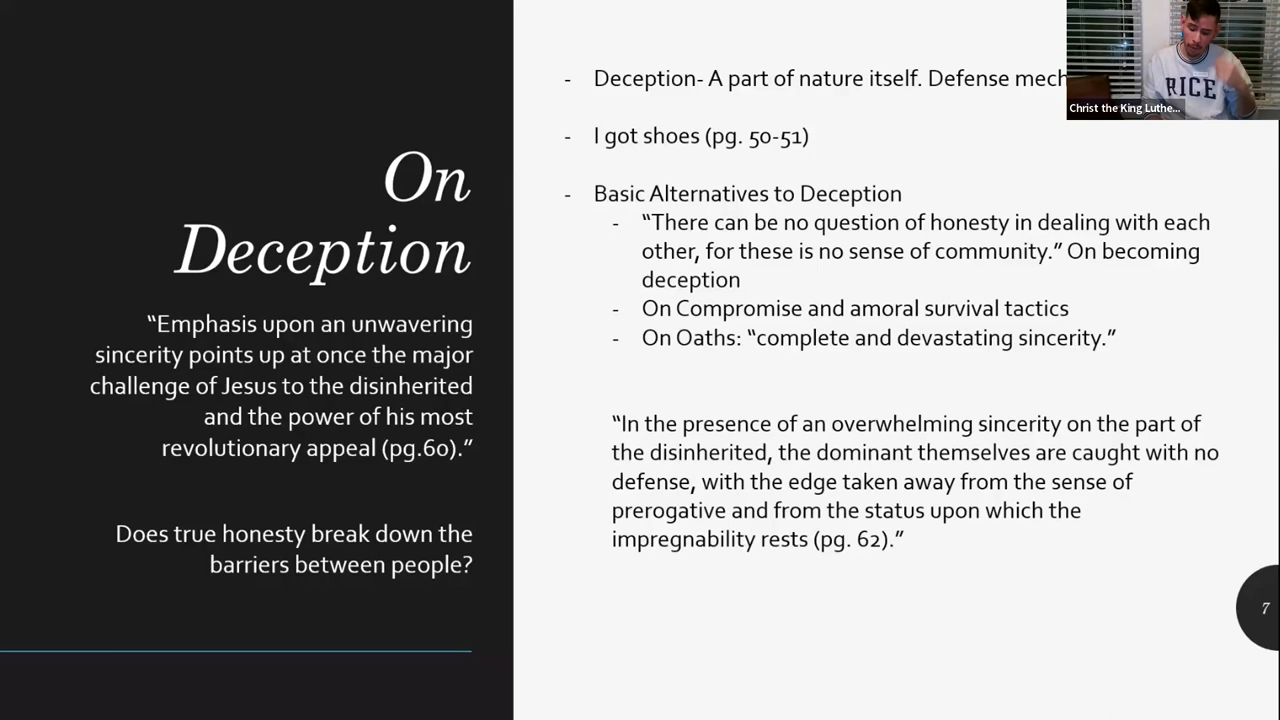 On
Deception
“Emphasis upon an unwavering
sincerity points up at once the major
challenge of Jesus to the disinherited
and the power of his most
revolutionary appeal (pg.60).”
Does true honesty break down the
barriers between people?
- Deception- A part of nature itself. Defense mech
- I got shoes (pg. 50-51)
- Basic Alternatives to Deception
- “There can be no question of honesty in dealing with each
other, for these is no sense of community.” On becoming
deception
- On Compromise and amoral survival tactics
- On Oaths: “complete and devastating sincerity.”
“In the presence of an overwhelming sincerity on the part of
the disinherited, the dominant themselves are caught with no
defense, with the edge taken away from the sense of
prerogative and from the status upon which the
impregnability rests (pg. 62).”
RICE
Christ the King Luthe...
7